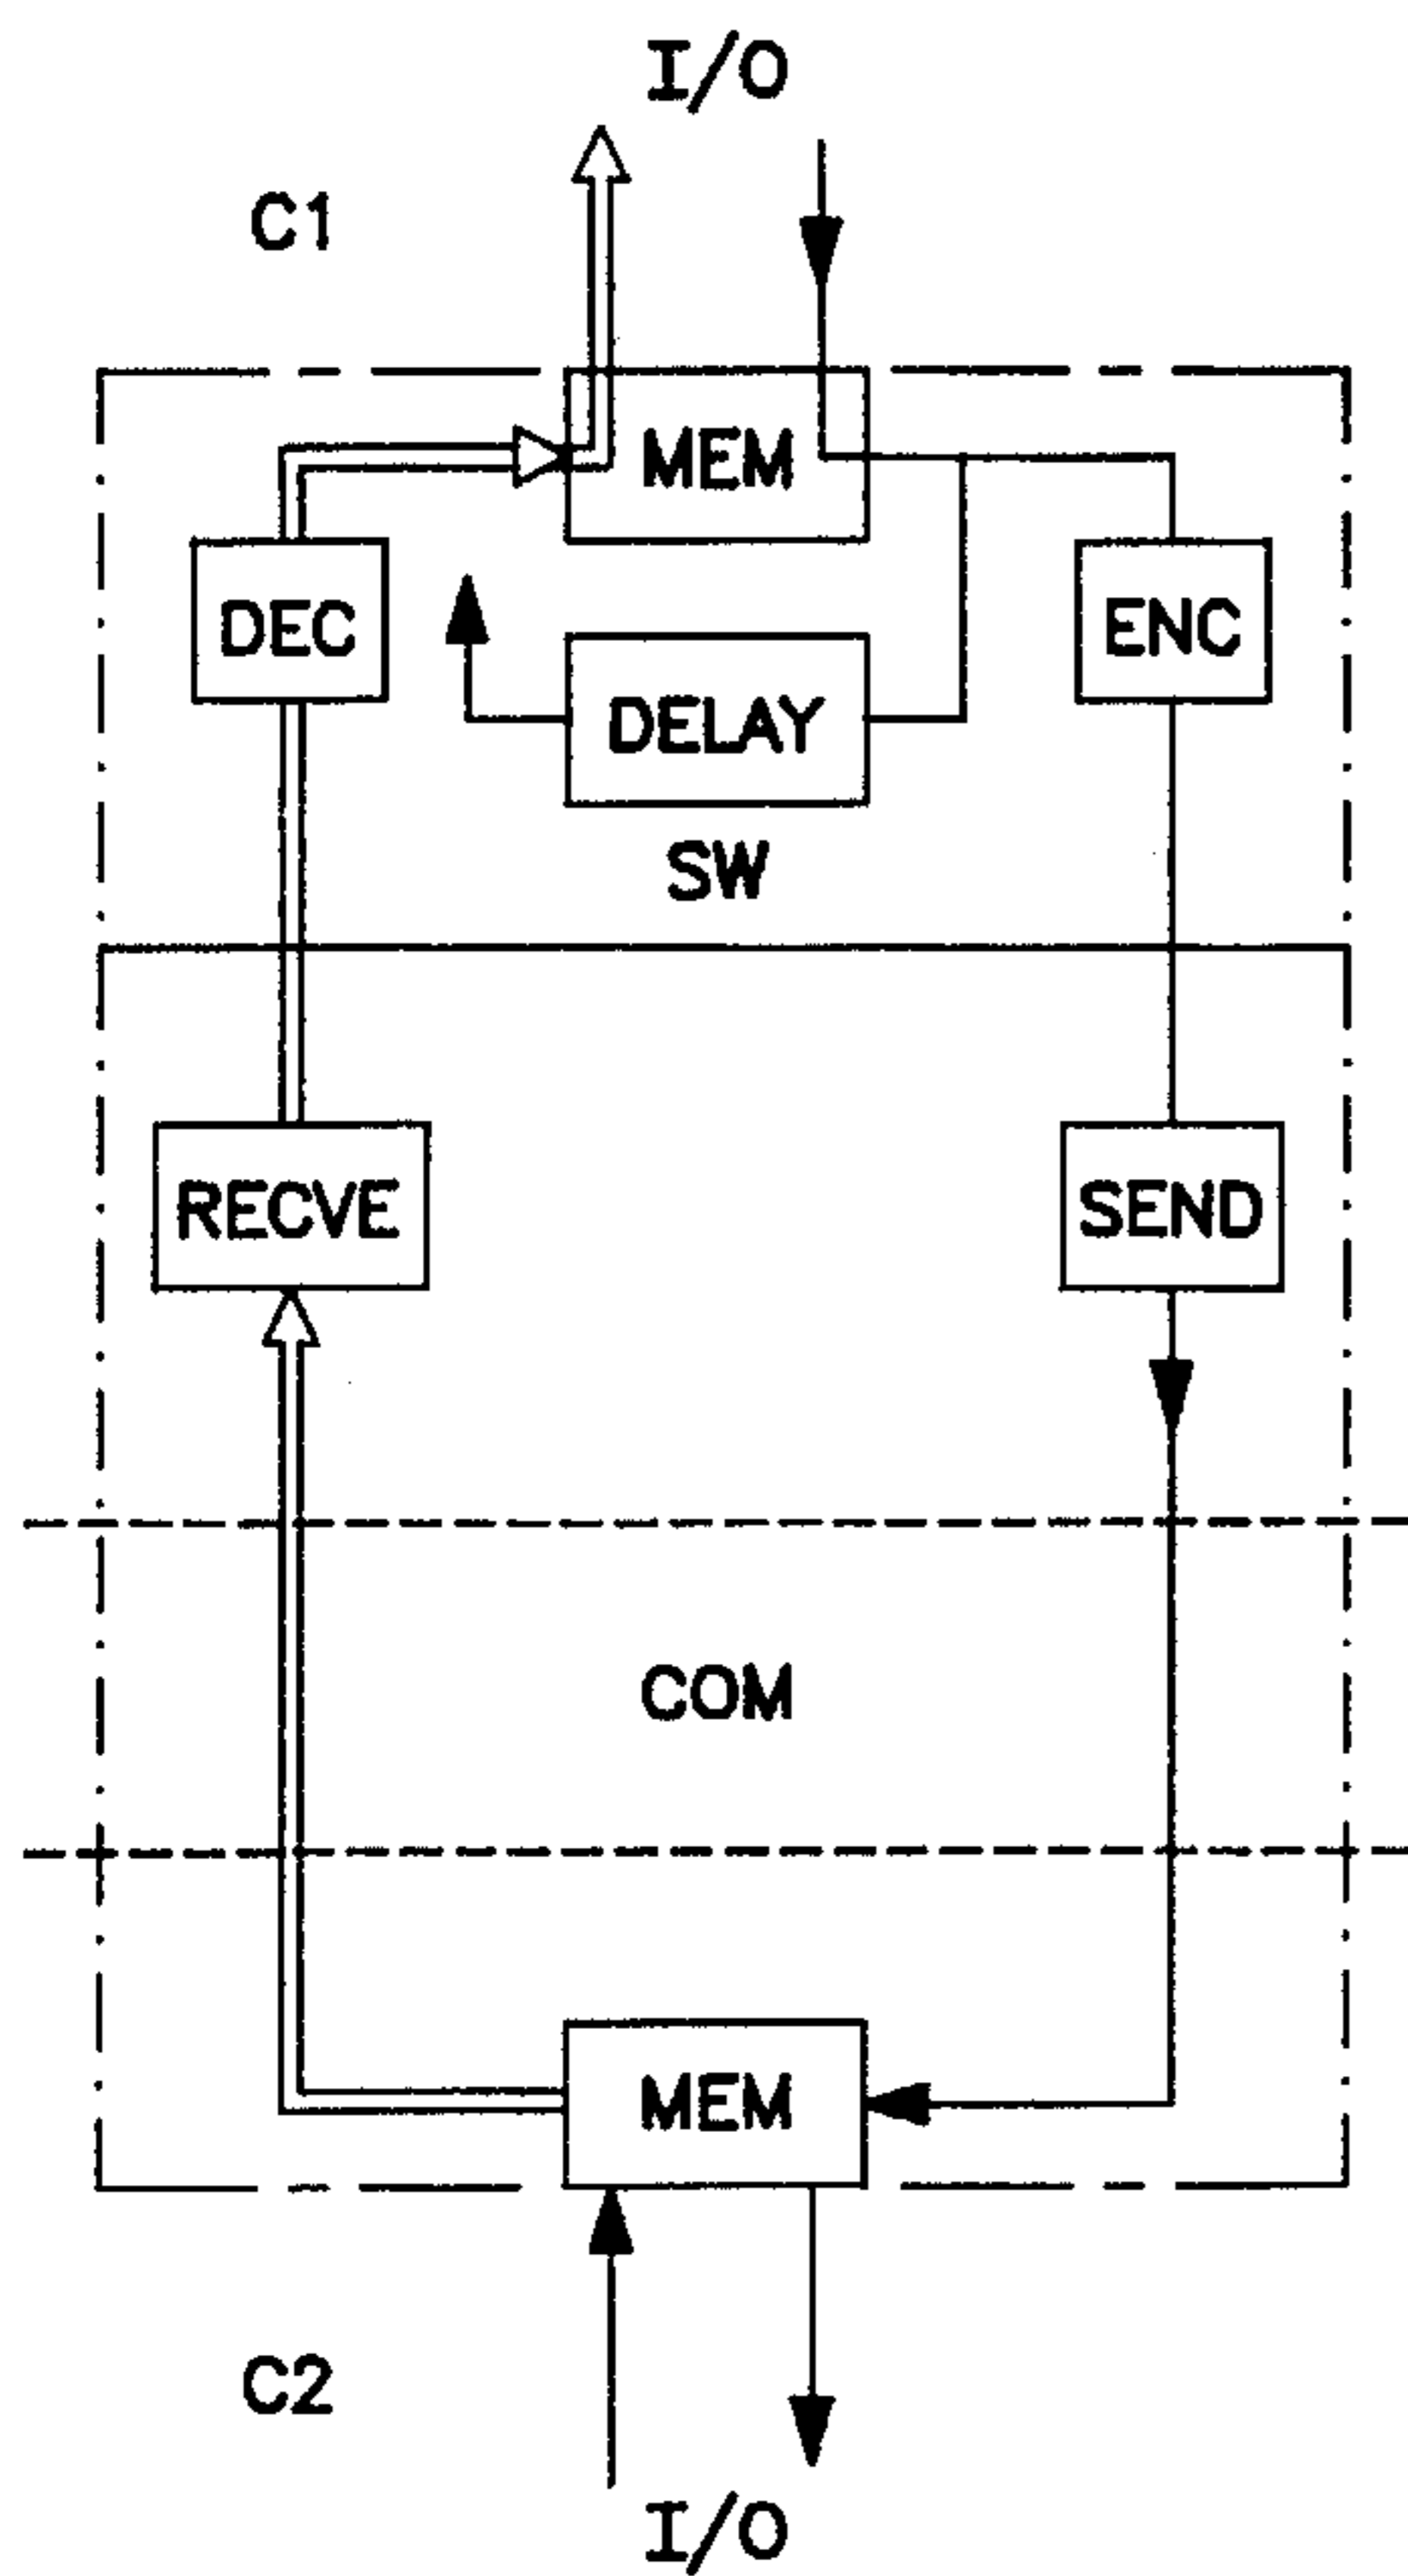 I/O
C1
MEM
DEC
ENC
DELAY
SW
RECVE
SEND
COM
MEM
C2
I/O